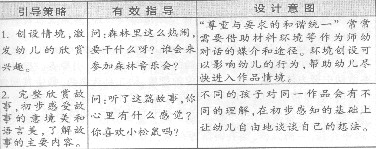 引导策略
有效指导
设计意图
1. 创设情境,激
发幼儿的欣赏
兴趣。
问:森林里这么热闹,
要干什么呀？谁会来
参加森林音乐会?
“尊重与要求的和谐统一”常常
需要借助材料环境等作为师幼
对话的媒介和途径。环境创设可
以影响幼儿的行为,帮助幼儿尽
快进入作品情境。
2. 完整欣赏故
事,初步感受故
事的意境美和
语言美,了解故
事的主要内容。
问:听了这篇故事,你
心里有什么感觉?
你喜欢小松鼠吗?
不同的孩子对同一作品会有不
同的理解,在初步感知的基础上
让幼儿自由地谈谈自己的想法。